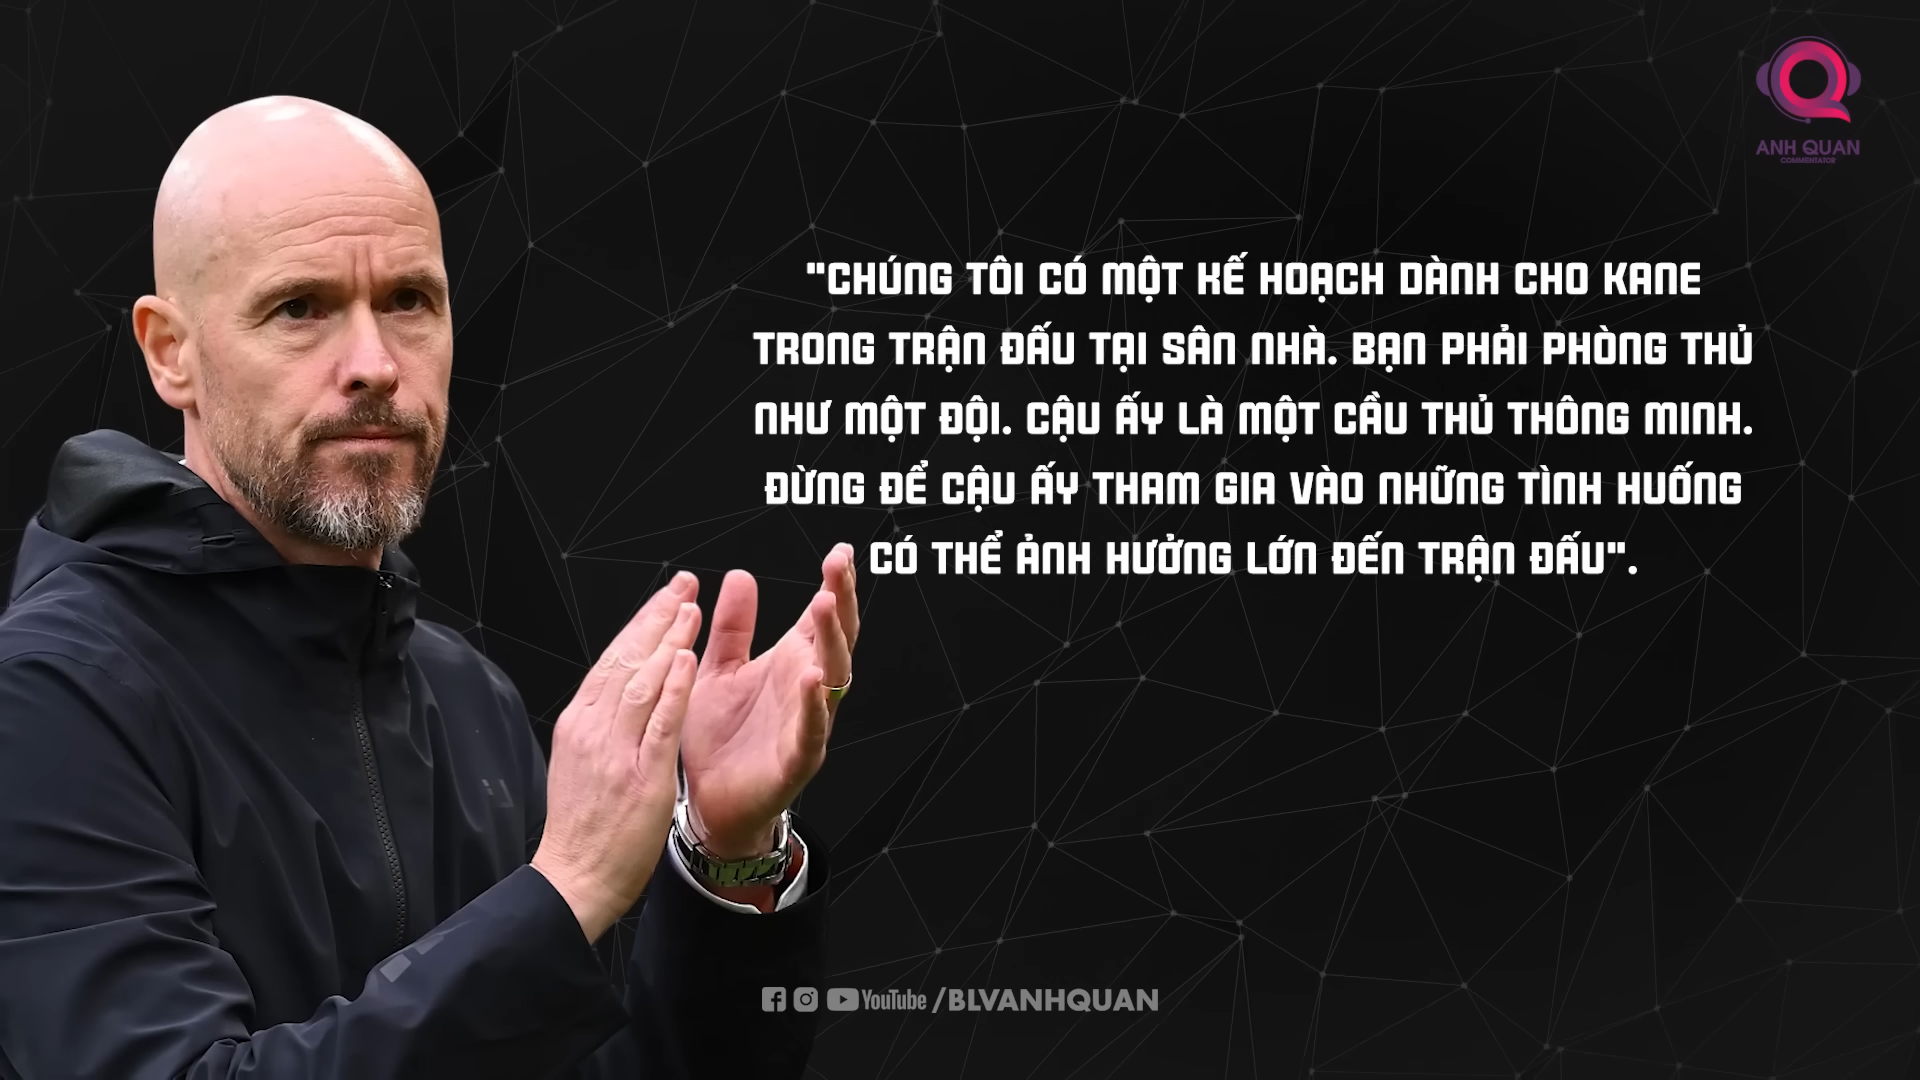 ANH QUAN
COMMENTATOR
"CHÚNG TÔI CÓ MỘT KẾ HOẠCH DÀNH CHO KANE
TRONG TRẬN ĐẤU TẠI SÂN NHÀ. BẠN PHẢI PHÒNG THỦ
NHƯ MỘT ĐỘI. CẬU ẤY LÀ MỘT CẦU THỦ THÔNG MINH.
ĐỪNG ĐỂ CẬU ẤY THAM GIA VÀO NHỮNG TÌNH HUỐNG
CÓ THỂ ẢNH HƯỞNG LỚN ĐẾN TRẬN ĐẤU".
YouTube /BLVANHQUAN